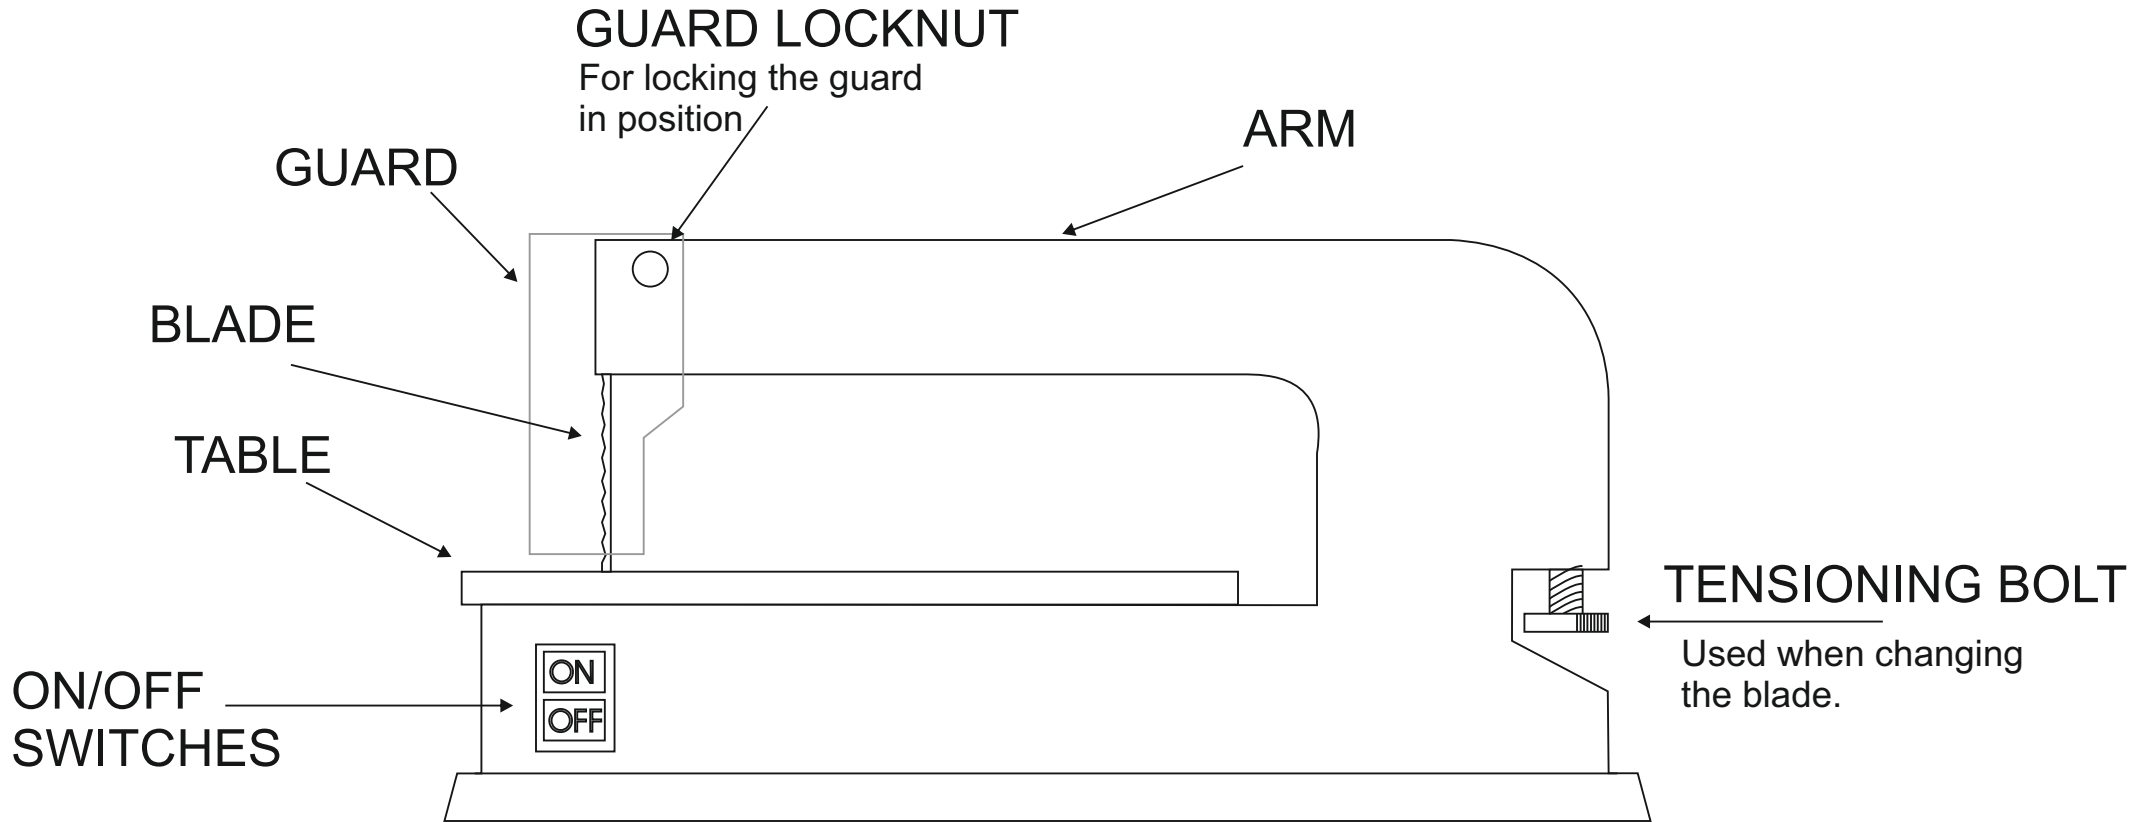 GUARD LOCKNUT
For locking the guard
in position
ARM
GUARD
BLADE
TABLE
TENSIONING BOLT
Used when changing
the blade.
ON/OFF
SWITCHES
ON
OFF